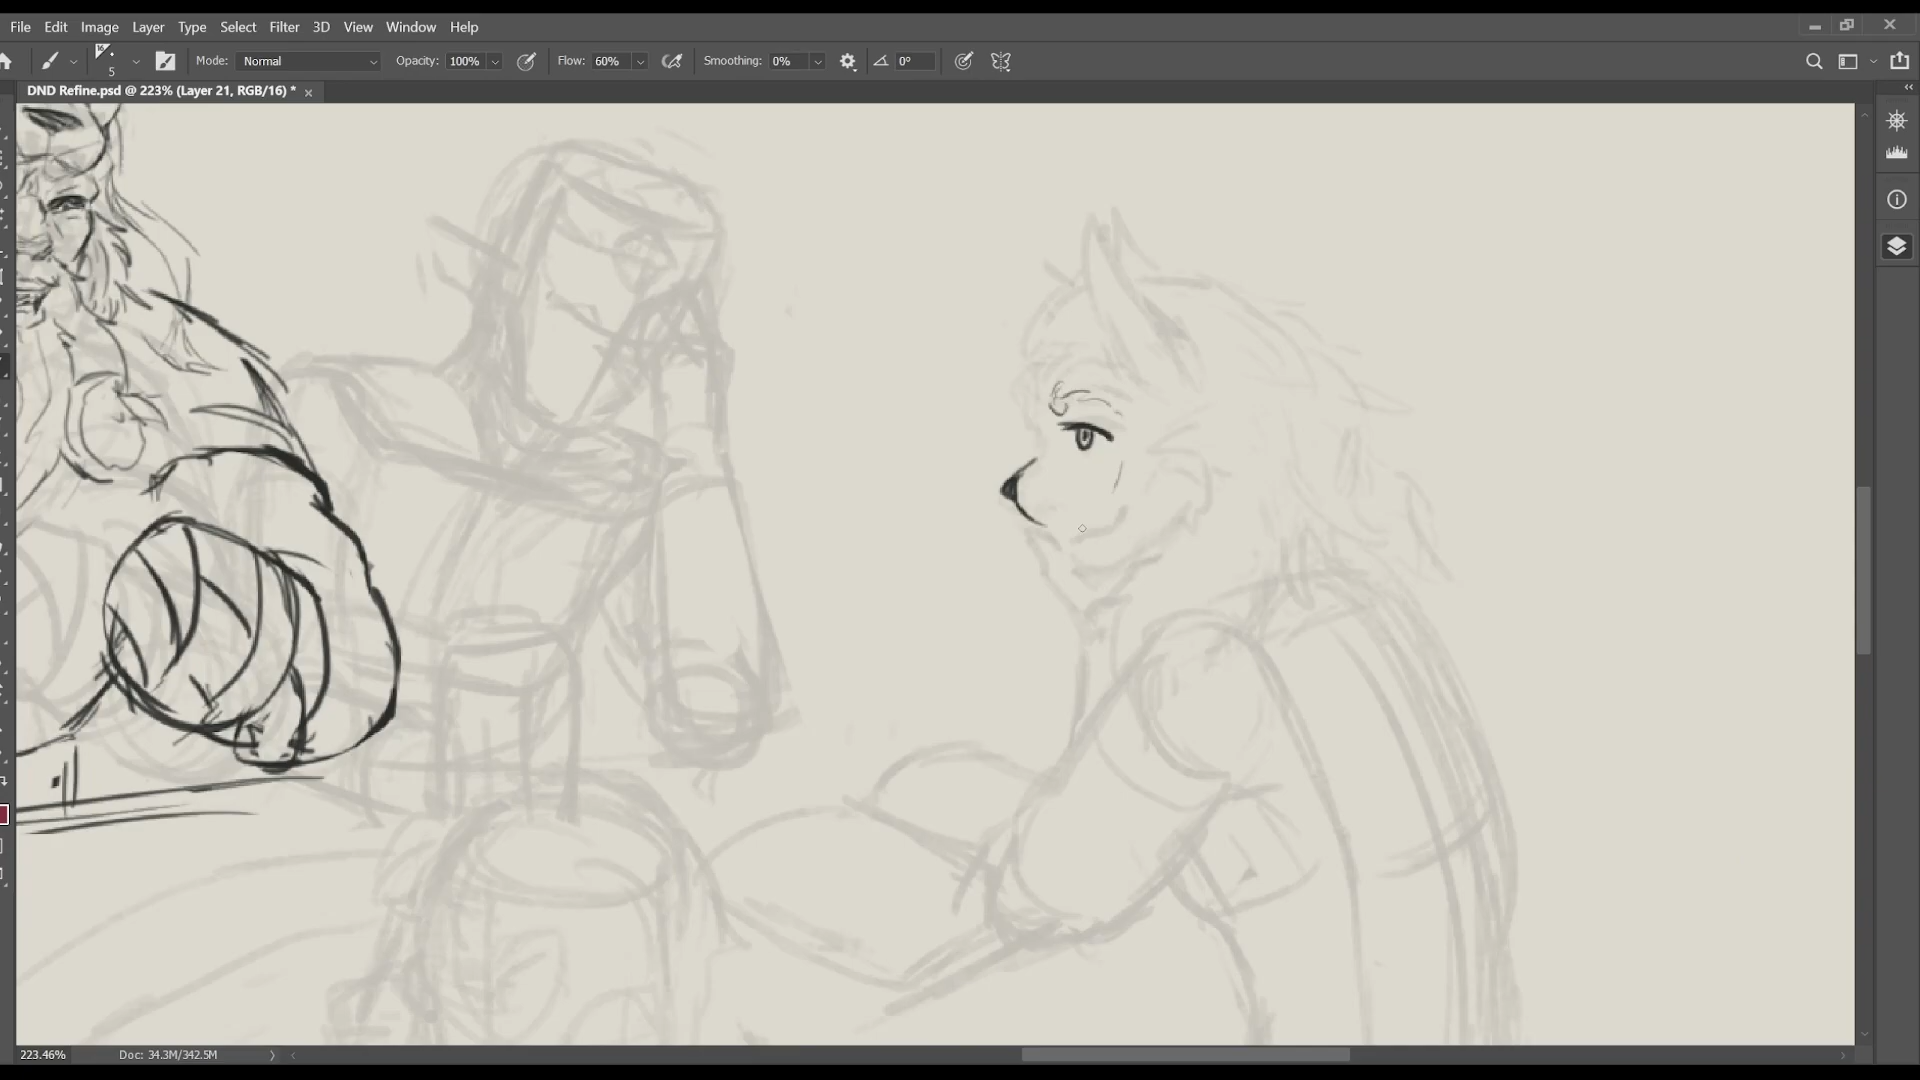 File Edit Image Layer Type Select Filter 3D View Window Help
5 Mode: Normal Opacity: 100% Flow: 60% Smoothing: 0% 0°
DND Refine.psd @ 223% (Layer 21, RGB/16) *
223.46% Doc: 34.3M/342.5M